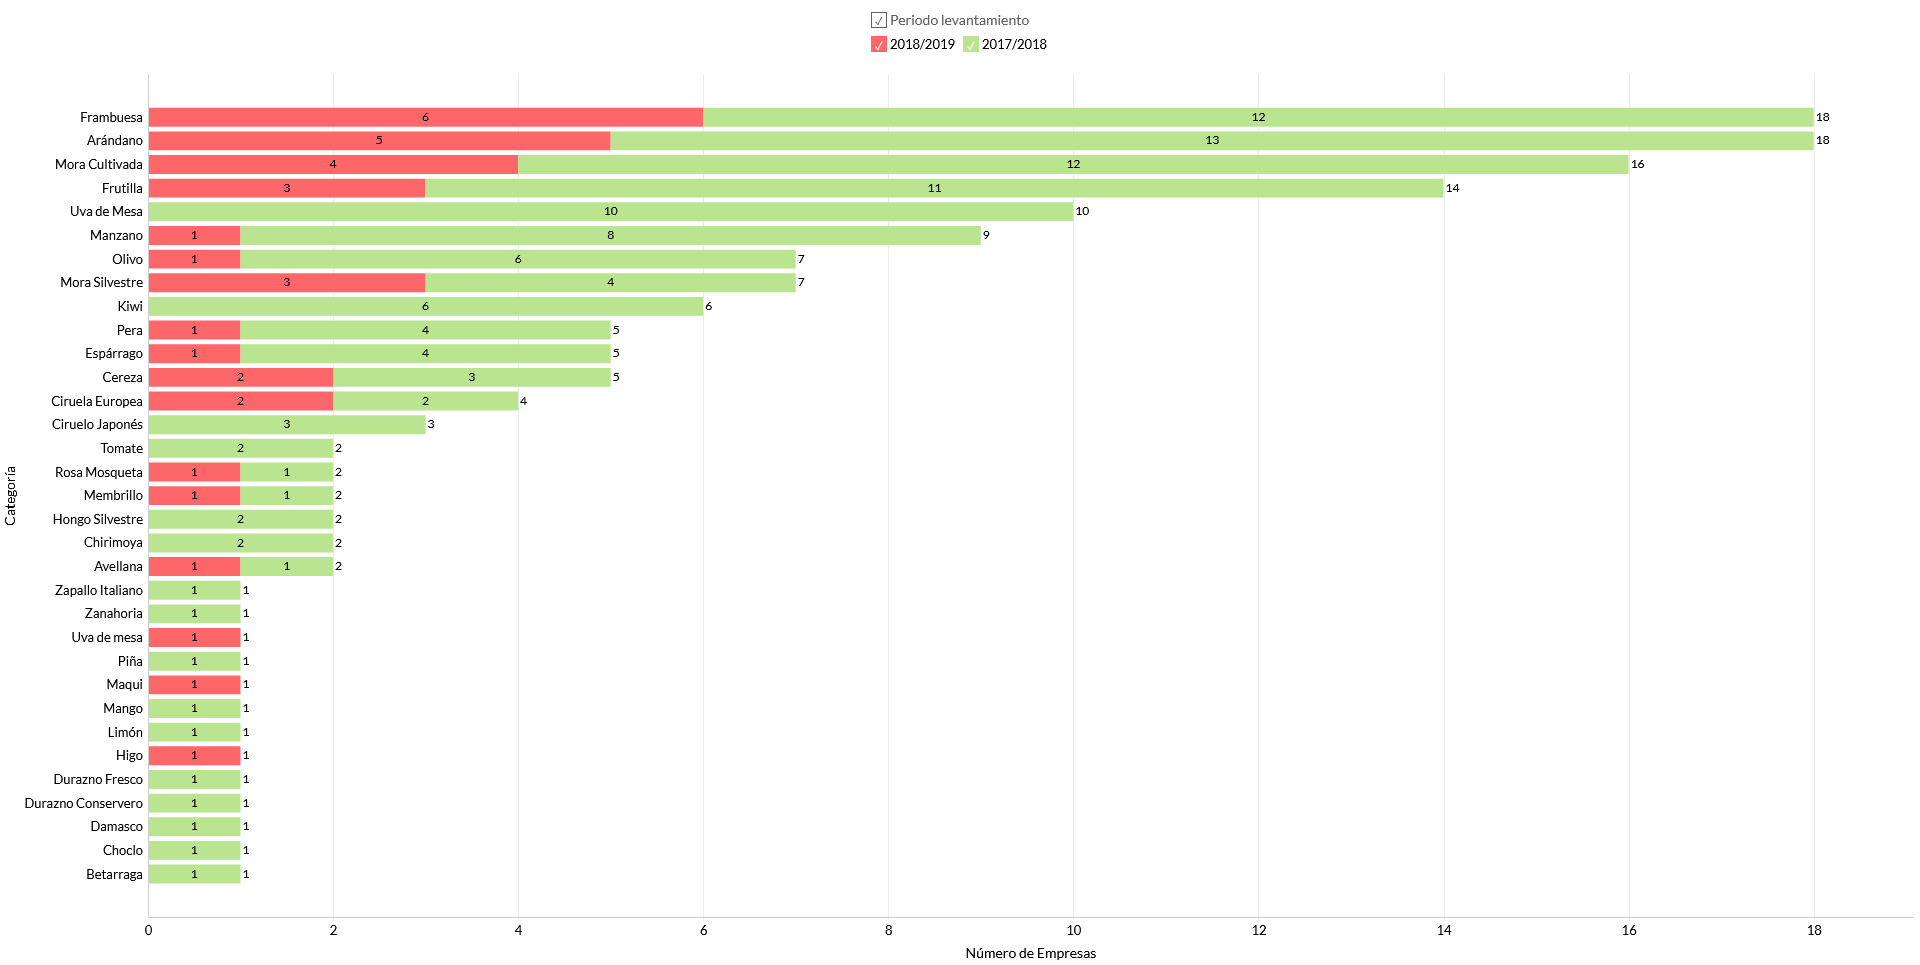 Periodo levantamiento
2018/2019 2017/2018
Categoría
Frambuesa 6 12 18
Arándano 5 13 18
Mora Cultivada 4 12 16
Frutilla 3 11 14
Uva de Mesa 10 10
Manzano 1 8 9
Olivo 1 6 7
Mora Silvestre 3 4 7
Kiwi 6 6
Pera 1 4 5
Espárrago 1 4 5
Cereza 2 3 5
Ciruela Europea 2 2 4
Ciruelo Japonés 3 3
Tomate 2 2
Rosa Mosqueta 1 1 2
Membrillo 1 1 2
Hongo Silvestre 2 2
Chirimoya 2 2
Avellana 1 1 2
Zapallo Italiano 1 1
Zanahoria 1 1
Uva de mesa 1 1
Piña 1 1
Maqui 1 1
Mango 1 1
Limón 1 1
Higo 1 1
Durazno Fresco 1 1
Durazno Conservero 1 1
Damasco 1 1
Choclo 1 1
Betarraga 1 1
0 2 4 6 8 10 12 14 16 18
Número de Empresas